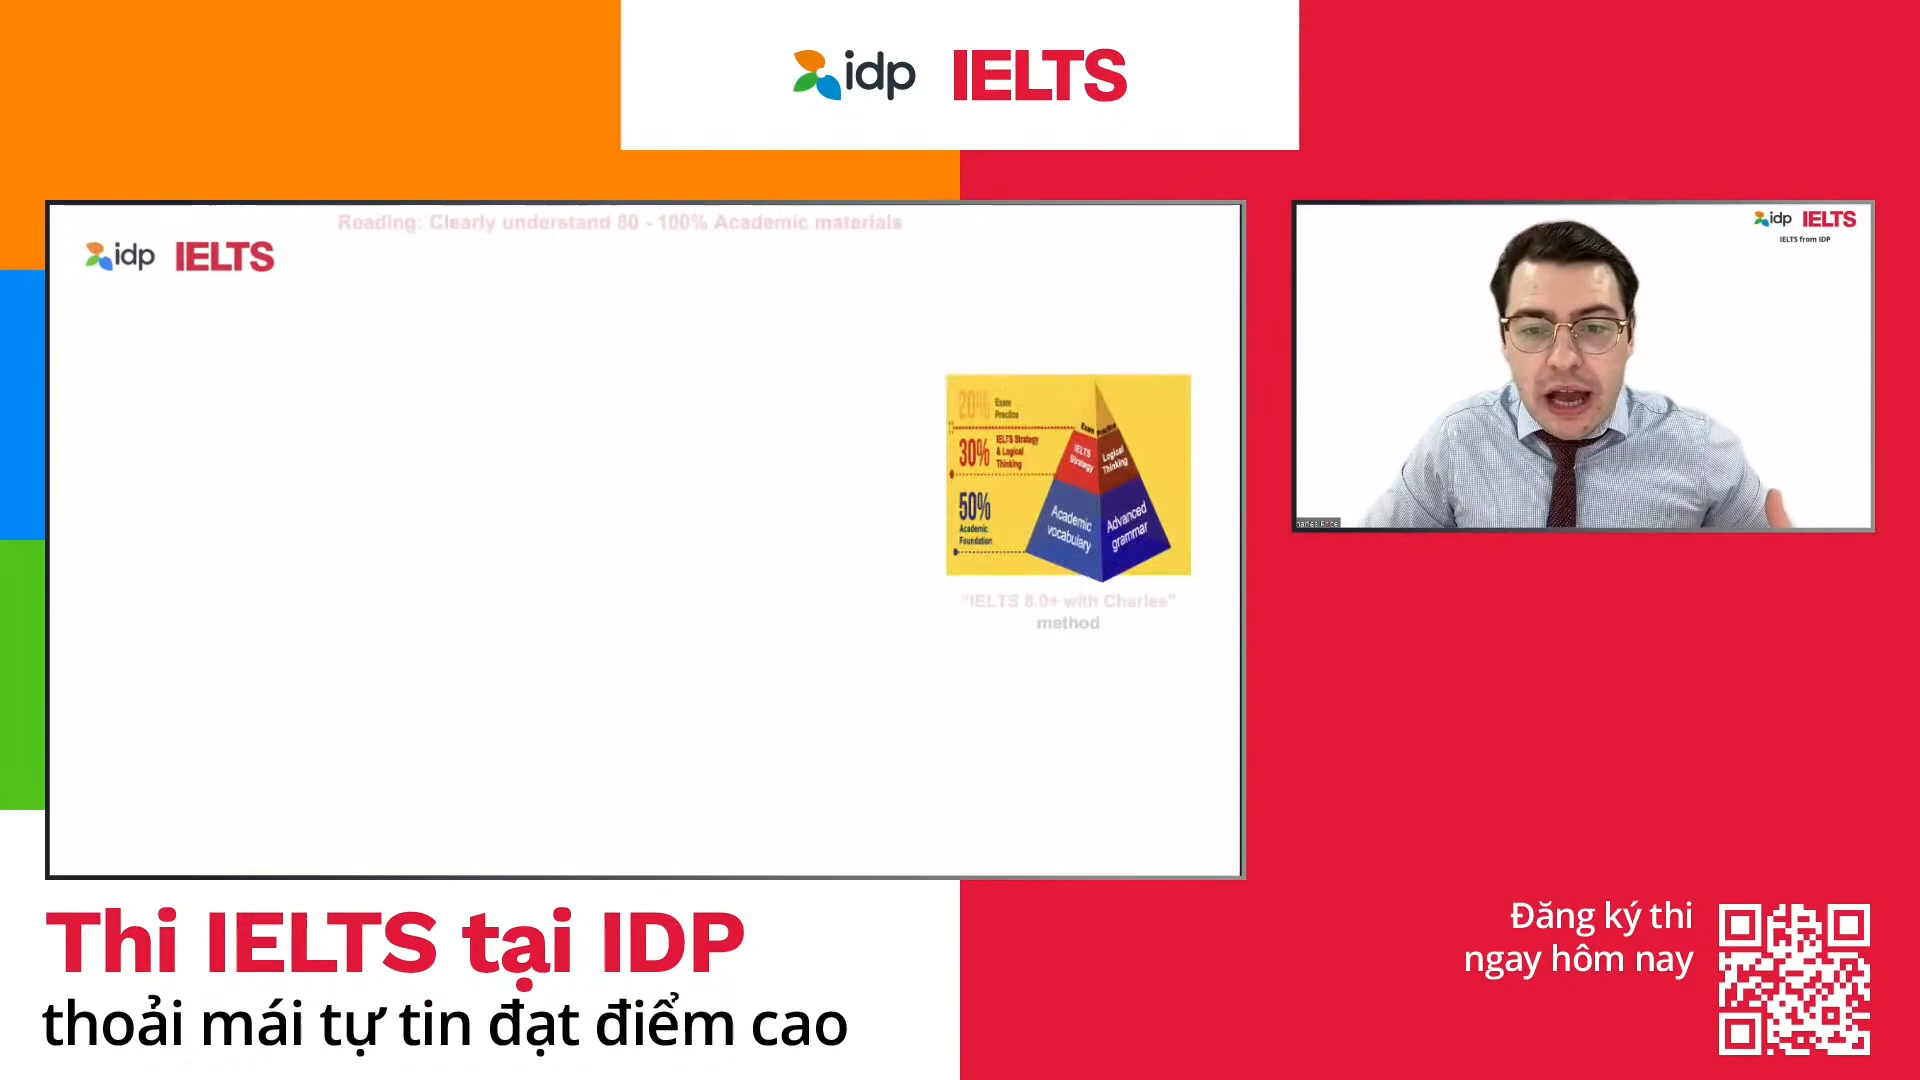 idp IELTS
Reading: Clearly understand 80 - 100% Academic materials
idp IELTS
20%
Exam
Practice
30%
IELTS Strategy
& Logical
Thinking
50%
Academic
Foundation
Exam Practice
IELTS
Strategy
Logical
Thinking
Academic
vocabulary
Advanced
grammar
"IELTS 8.0+ with Charles"
method
idp IELTS
IELTS from IDP
Thi IELTS tại IDP
thoải mái tự tin đạt điểm cao
Đăng ký thi
ngay hôm nay